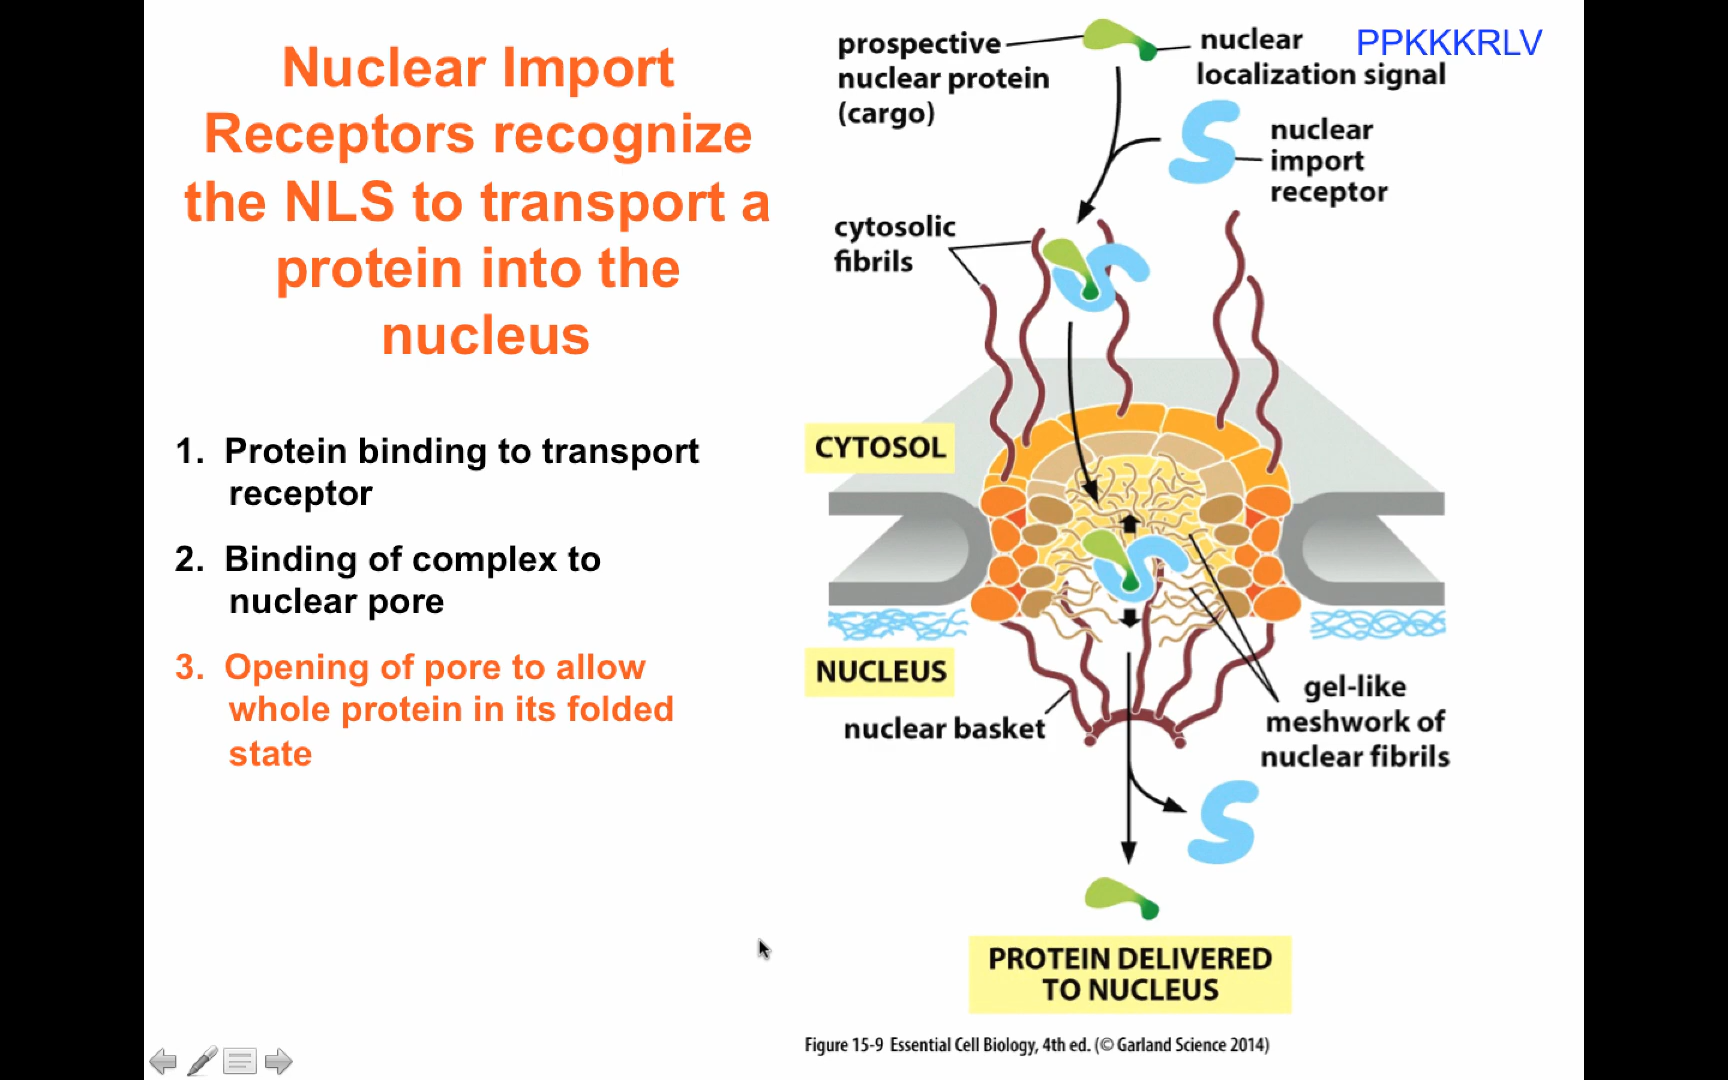 Nuclear Import
Receptors recognize
the NLS to transport a
protein into the
nucleus
1. Protein binding to transport
receptor
2. Binding of complex to
nuclear pore
3. Opening of pore to allow
whole protein in its folded
state
prospective
nuclear protein
(cargo)
nuclear
localization signal
PPKKKRLV
nuclear
import
receptor
cytosolic
fibrils
CYTOSOL
NUCLEUS
nuclear basket
gel-like
meshwork of
nuclear fibrils
PROTEIN DELIVERED
TO NUCLEUS
Figure 15-9 Essential Cell Biology, 4th ed. (© Garland Science 2014)